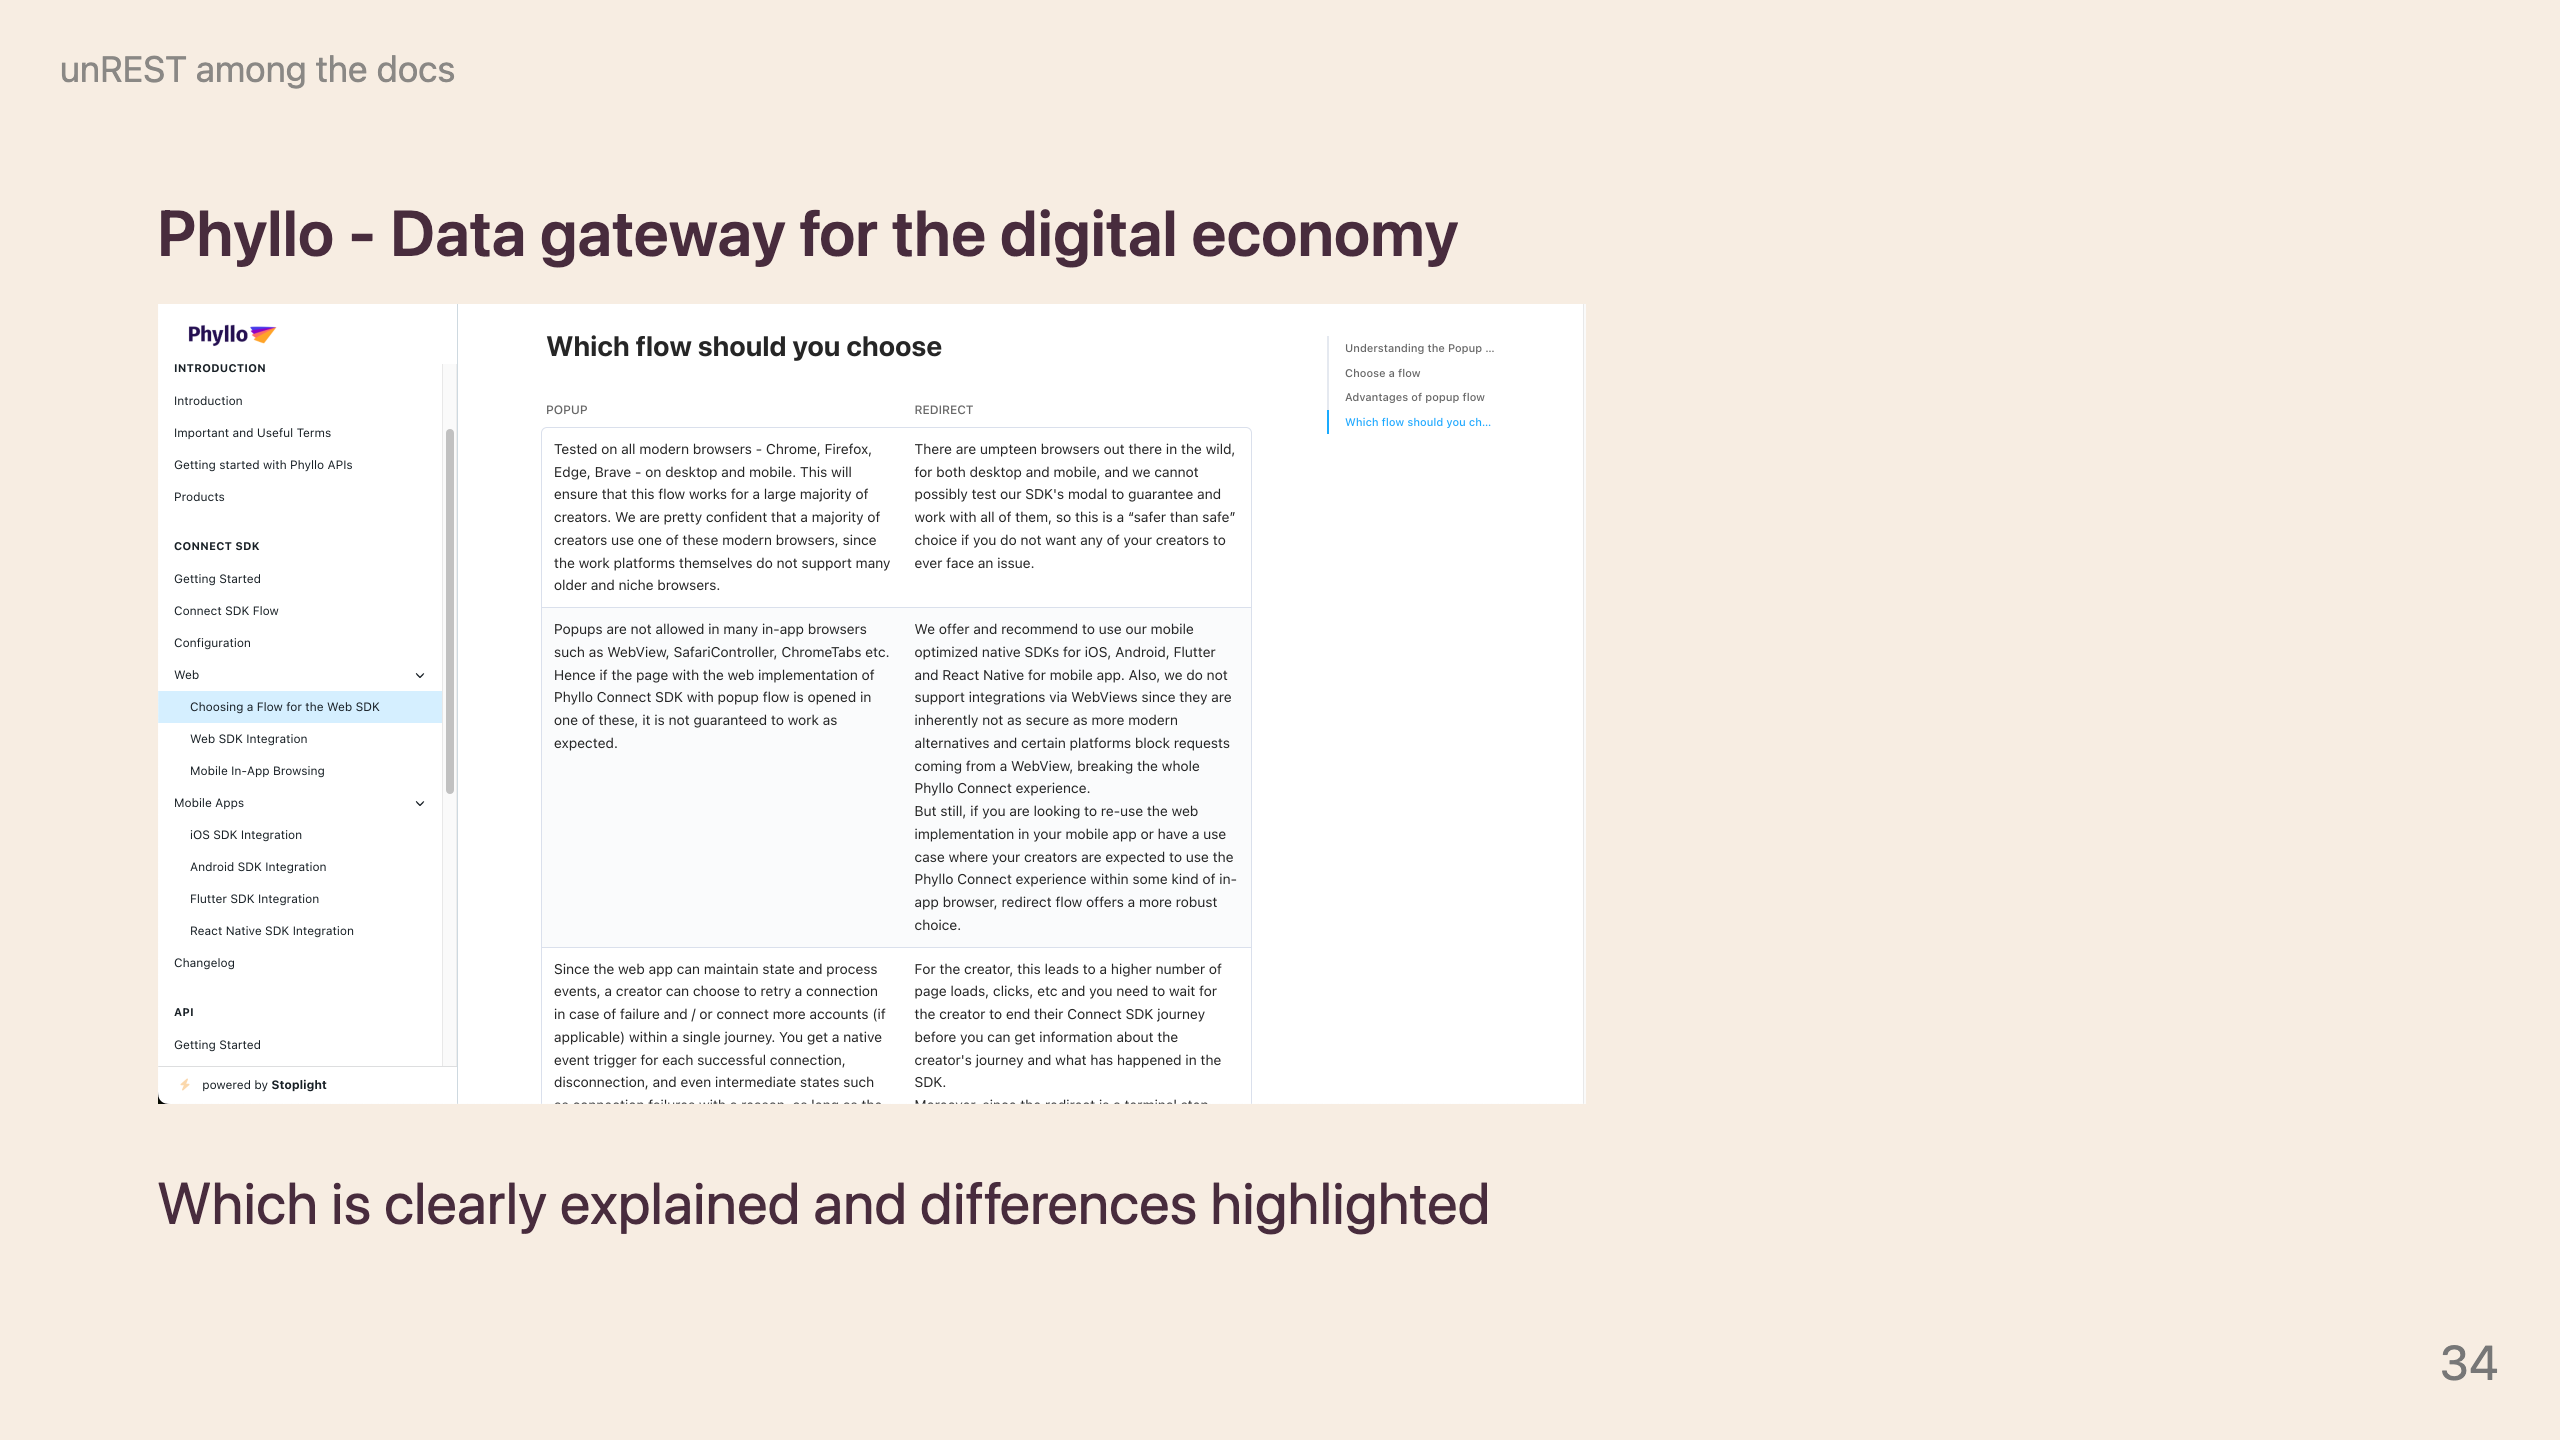 unREST among the docs
Phyllo - Data gateway for the digital economy
Phyllo
INTRODUCTION
Introduction
Important and Useful Terms
Getting started with Phyllo APIs
Products
CONNECT SDK
Getting Started
Connect SDK Flow
Configuration
Web
Choosing a Flow for the Web SDK
Web SDK Integration
Mobile In-App Browsing
Mobile Apps
iOS SDK Integration
Android SDK Integration
Flutter SDK Integration
React Native SDK Integration
Changelog
API
Getting Started
powered by Stoplight
Which flow should you choose
POPUP
Tested on all modern browsers - Chrome, Firefox,
Edge, Brave - on desktop and mobile. This will
ensure that this flow works for a large majority of
creators. We are pretty confident that a majority of
creators use one of these modern browsers, since
the work platforms themselves do not support many
older and niche browsers.
REDIRECT
There are umpteen browsers out there in the wild,
for both desktop and mobile, and we cannot
possibly test our SDK's modal to guarantee and
work with all of them, so this is a “safer than safe”
choice if you do not want any of your creators to
ever face an issue.
Popups are not allowed in many in-app browsers
such as WebView, SafariController, ChromeTabs etc.
Hence if the page with the web implementation of
Phyllo Connect SDK with popup flow is opened in
one of these, it is not guaranteed to work as
expected.
We offer and recommend to use our mobile
optimized native SDKs for iOS, Android, Flutter
and React Native for mobile app. Also, we do not
support integrations via WebViews since they are
inherently not as secure as more modern
alternatives and certain platforms block requests
coming from a WebView, breaking the whole
Phyllo Connect experience.
But still, if you are looking to re-use the web
implementation in your mobile app or have a use
case where your creators are expected to use the
Phyllo Connect experience within some kind of in-
app browser, redirect flow offers a more robust
choice.
Since the web app can maintain state and process
events, a creator can choose to retry a connection
in case of failure and / or connect more accounts (if
applicable) within a single journey. You get a native
event trigger for each successful connection,
disconnection, and even intermediate states such
For the creator, this leads to a higher number of
page loads, clicks, etc and you need to wait for
the creator to end their Connect SDK journey
before you can get information about the
creator's journey and what has happened in the
SDK.
Understanding the Popup ...
Choose a flow
Advantages of popup flow
Which flow should you ch...
Which is clearly explained and differences highlighted
34